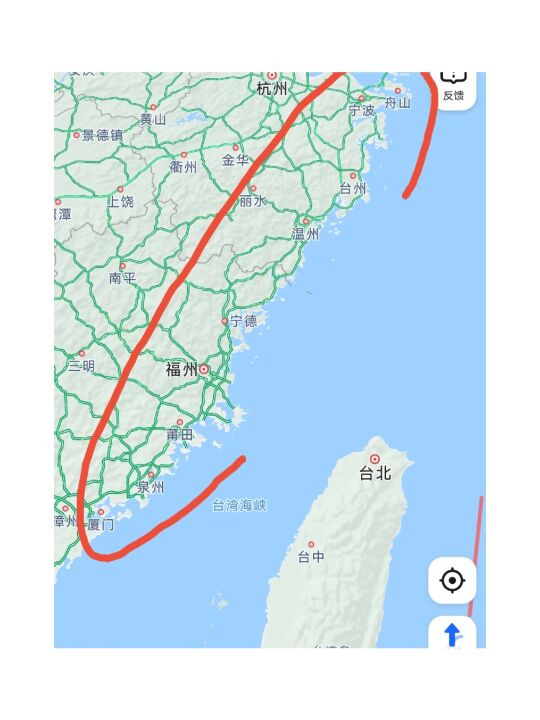 杭州
反馈
舟山
宁波
黄山
景德镇
衢州
金华
上饶
丽水
台州
温州
南平
宁德
三明
福州
莆田
台北
泉州
台湾海峡
漳州
厦门
台中